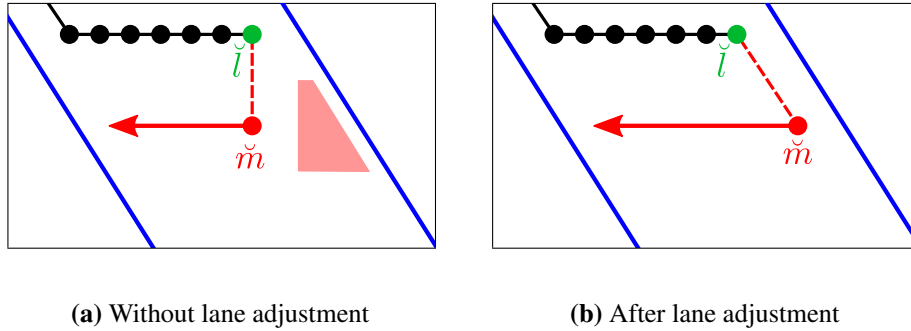 ĭ ĭ
m̆ m̆
(a) Without lane adjustment (b) After lane adjustment